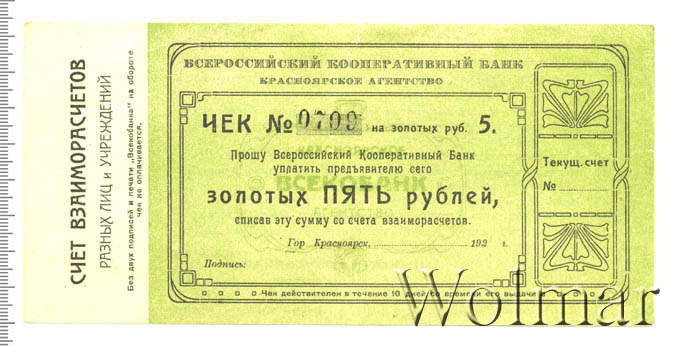 СЧЕТ ВЗАИМОРАСЧЕТОВ
РАЗНЫХ ЛИЦ и УЧРЕЖДЕНИЙ
Без двух подписей и печати „Всекобанка" на обороте
чек не оплачивается.
ВСЕРОССИЙСКИЙ КООПЕРАТИВНЫЙ БАНК
КРАСНОЯРСКОЕ АГЕНТСТВО
ЧЕК № 0709 на золотых руб. 5.
КРАСНОЯРСКОЕ
ВСЕКОБАНК
Прошу Всероссийский Кооперативный Банк
уплатить предъявителю сего
золотых ПЯТЬ рублей,
списав эту сумму со счета взаиморасчетов.
Гор Красноярск, 192 г.
Подпись:
Чек действителен в течение 10 дней со времени его выдачи
Текущ. счет
№
Wolmar